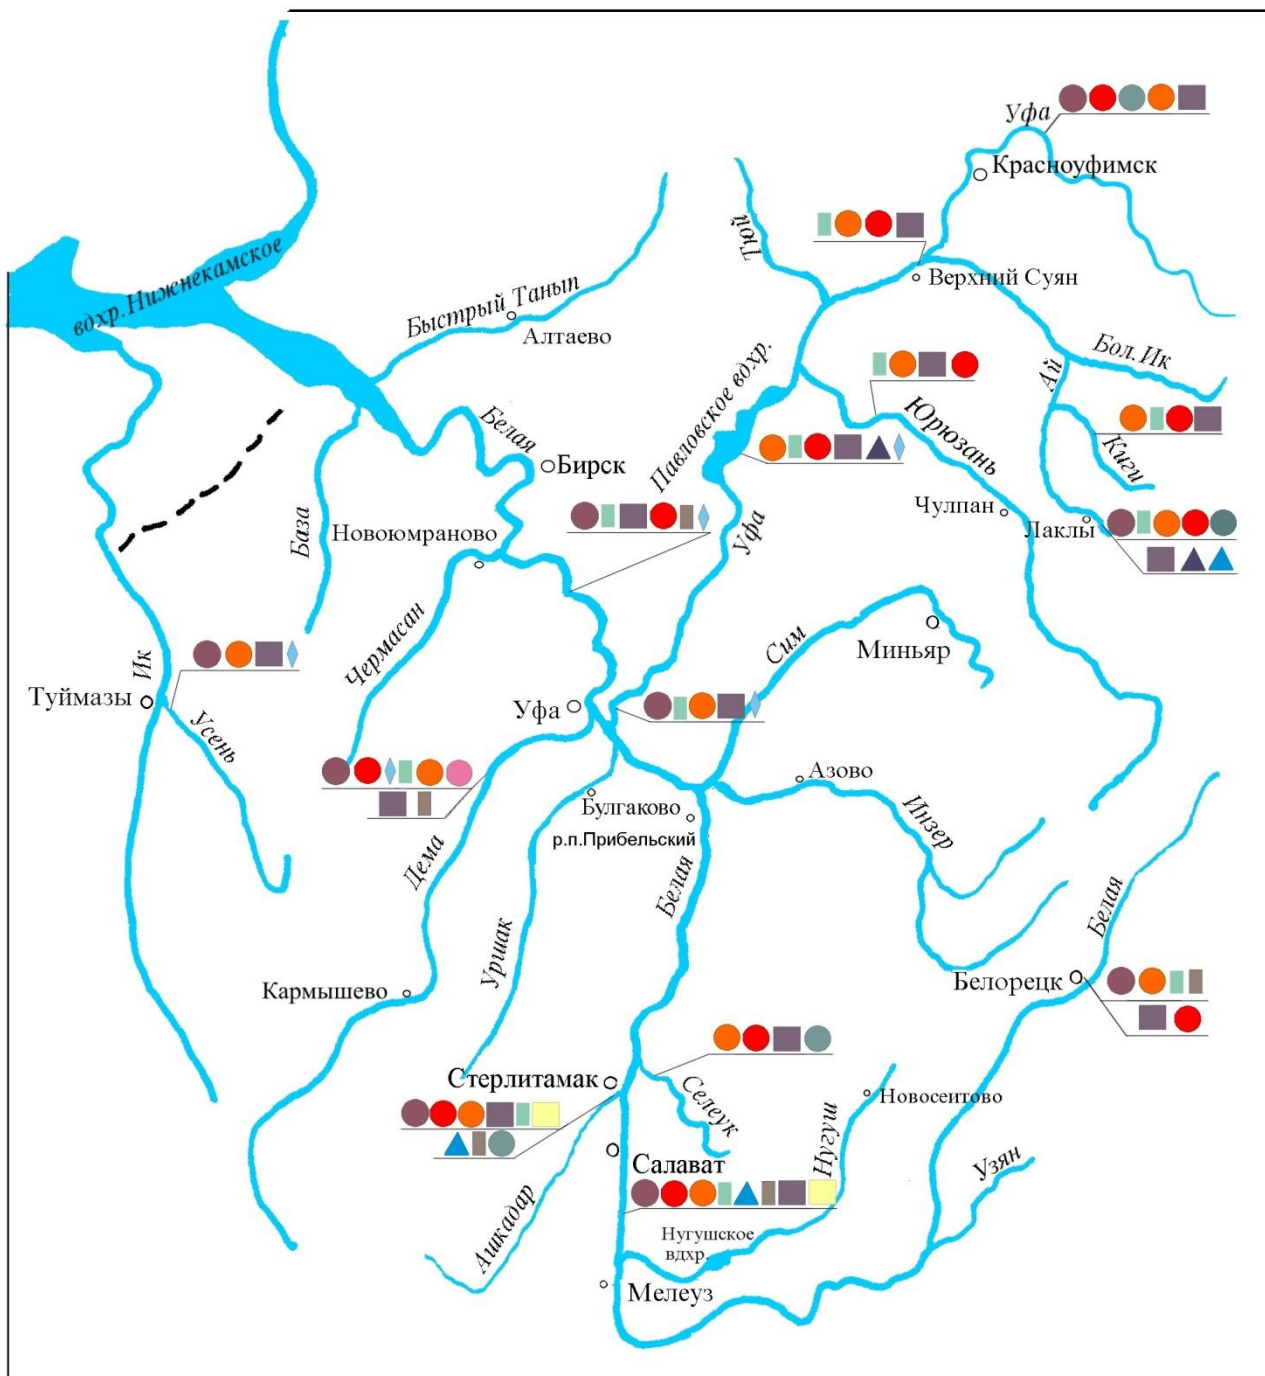 Уфа
Красноуфимск
Тюй
Верхний Суян
вдхр.Нижнекамское
Быстрый Танып
Алтаево
Бол. Ик
Ай
Павловское вдхр.
Юрюзань
Киги
Белая
Бирск
Чулпан
Лаклы
База
Новоюмраново
Уфа
Чермасан
Сим
Миньяр
Ик
Туймазы
Усень
Уфа
Азово
Булгаково
р.п.Прибельский
Инзер
Дема
Белая
Белая
Уршак
Кармышево
Белорецк
Стерлитамак
Селеук
Новосеитово
Нугуш
Салават
Узян
Ашкадар
Нугушское
вдхр.
Мелеуз